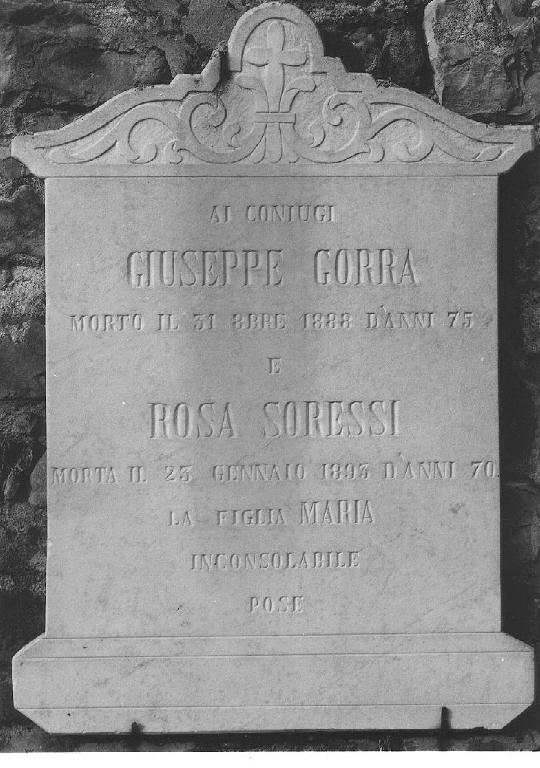 AI CONIUGI
GIUSEPPE GORRA
MORTO IL 31 8BRE 1888 D'ANNI 75
E
ROSA SORESSI
MORTA IL 23 GENNAIO 1893 D'ANNI 70
LA FIGLIA MARIA
INCONSOLABILE
POSE